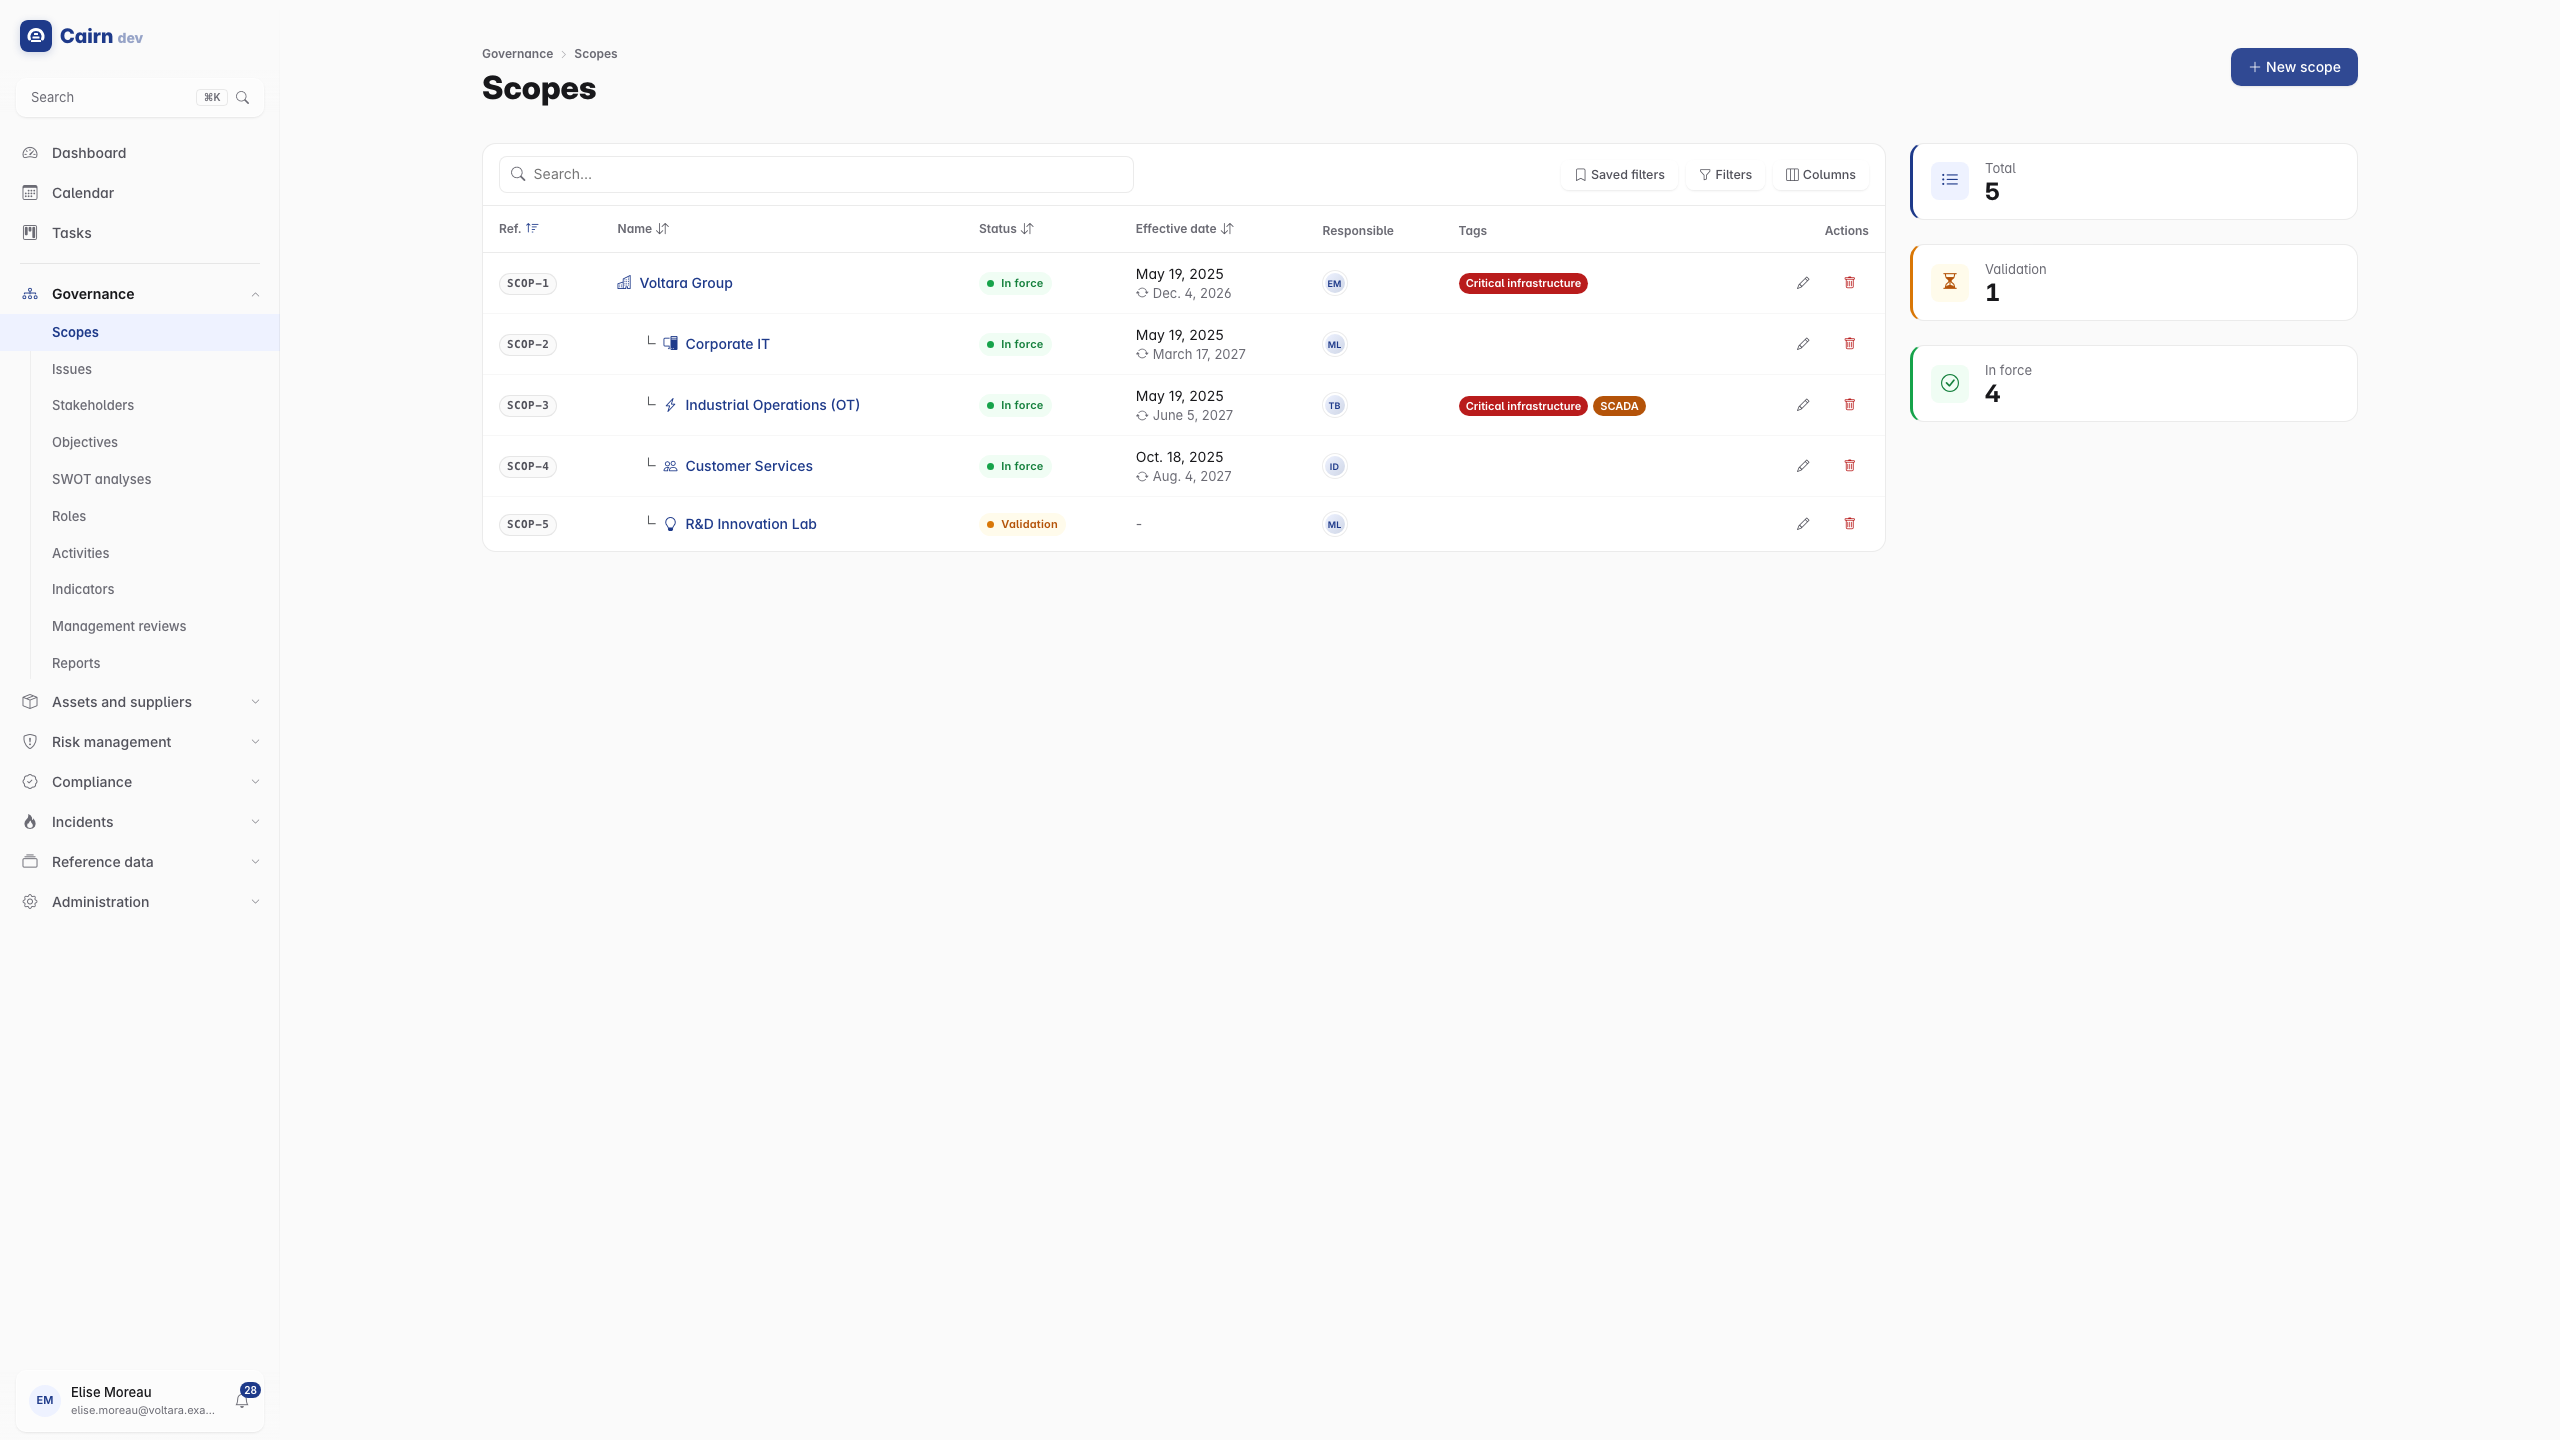 Cairn dev
Search ⌘K
Dashboard
Calendar
Tasks
Governance
Scopes
Issues
Stakeholders
Objectives
SWOT analyses
Roles
Activities
Indicators
Management reviews
Reports
Assets and suppliers
Risk management
Compliance
Incidents
Reference data
Administration
EM
Elise Moreau
elise.moreau@voltara.exa...
28
Governance > Scopes
Scopes
+ New scope
Search...
Saved filters
Filters
Columns
Ref. Name Status Effective date Responsible Tags Actions
SCOP-1 Voltara Group In force May 19, 2025 EM Critical infrastructure
Dec. 4, 2026
SCOP-2 Corporate IT In force May 19, 2025 ML
March 17, 2027
SCOP-3 Industrial Operations (OT) In force May 19, 2025 TB Critical infrastructure SCADA
June 5, 2027
SCOP-4 Customer Services In force Oct. 18, 2025 ID
Aug. 4, 2027
SCOP-5 R&D Innovation Lab Validation - ML
Total
5
Validation
1
In force
4